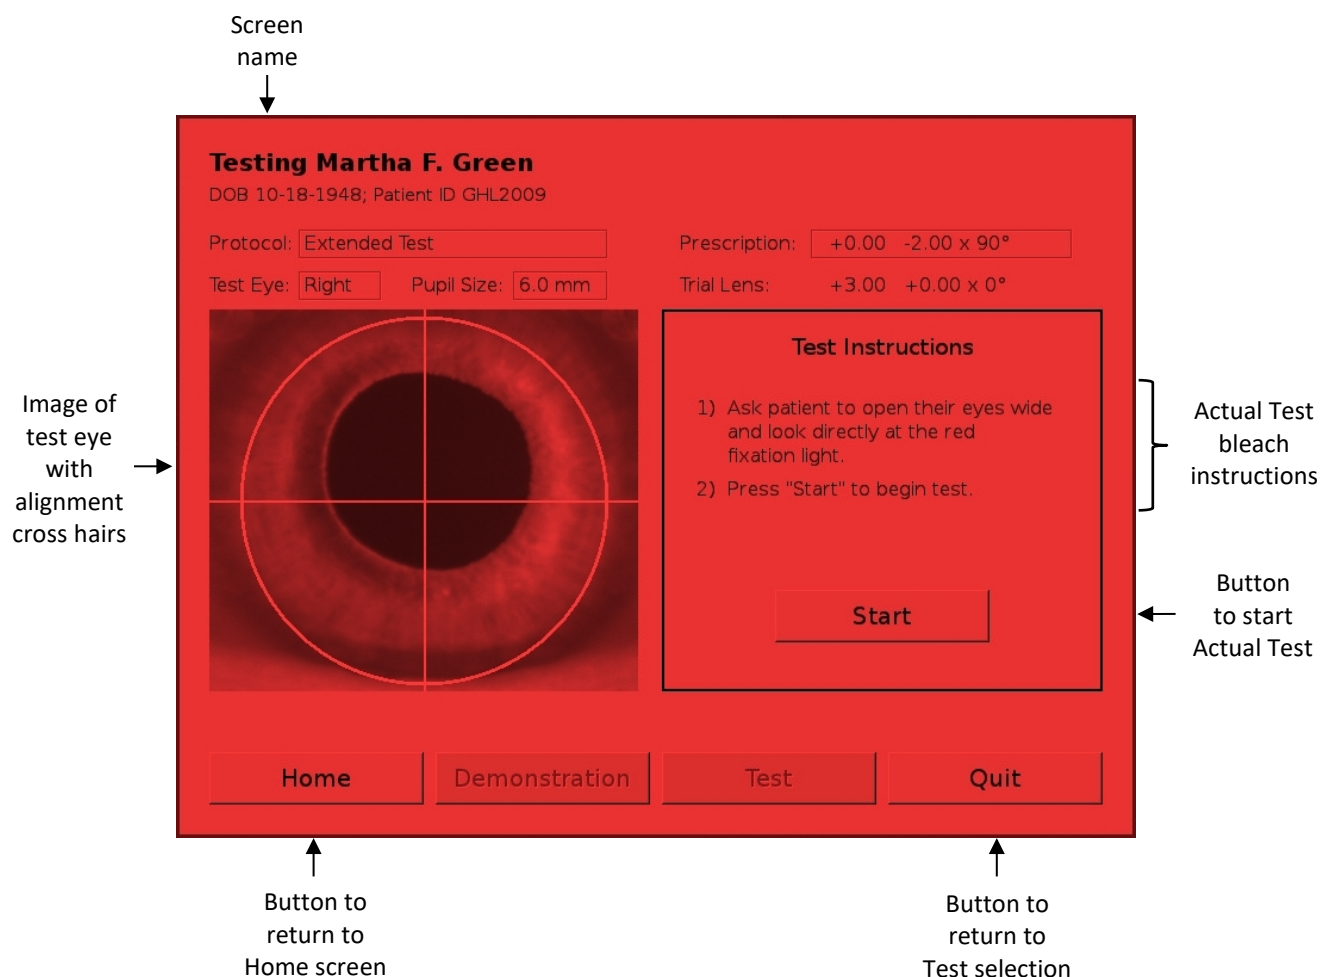 Screen
name
Testing Martha F. Green
DOB 10-18-1948; Patient ID GHL2009
Protocol: Extended Test
Prescription: +0.00 -2.00 x 90°
Test Eye: Right Pupil Size: 6.0 mm
Trial Lens: +3.00 +0.00 x 0°
Image of
test eye
with
alignment
cross hairs
Test Instructions
1) Ask patient to open their eyes wide
and look directly at the red
fixation light.
2) Press "Start" to begin test.
Start
Actual Test
bleach
instructions
Button
to start
Actual Test
Home
Demonstration
Test
Quit
Button to
return to
Home screen
Button to
return to
Test selection